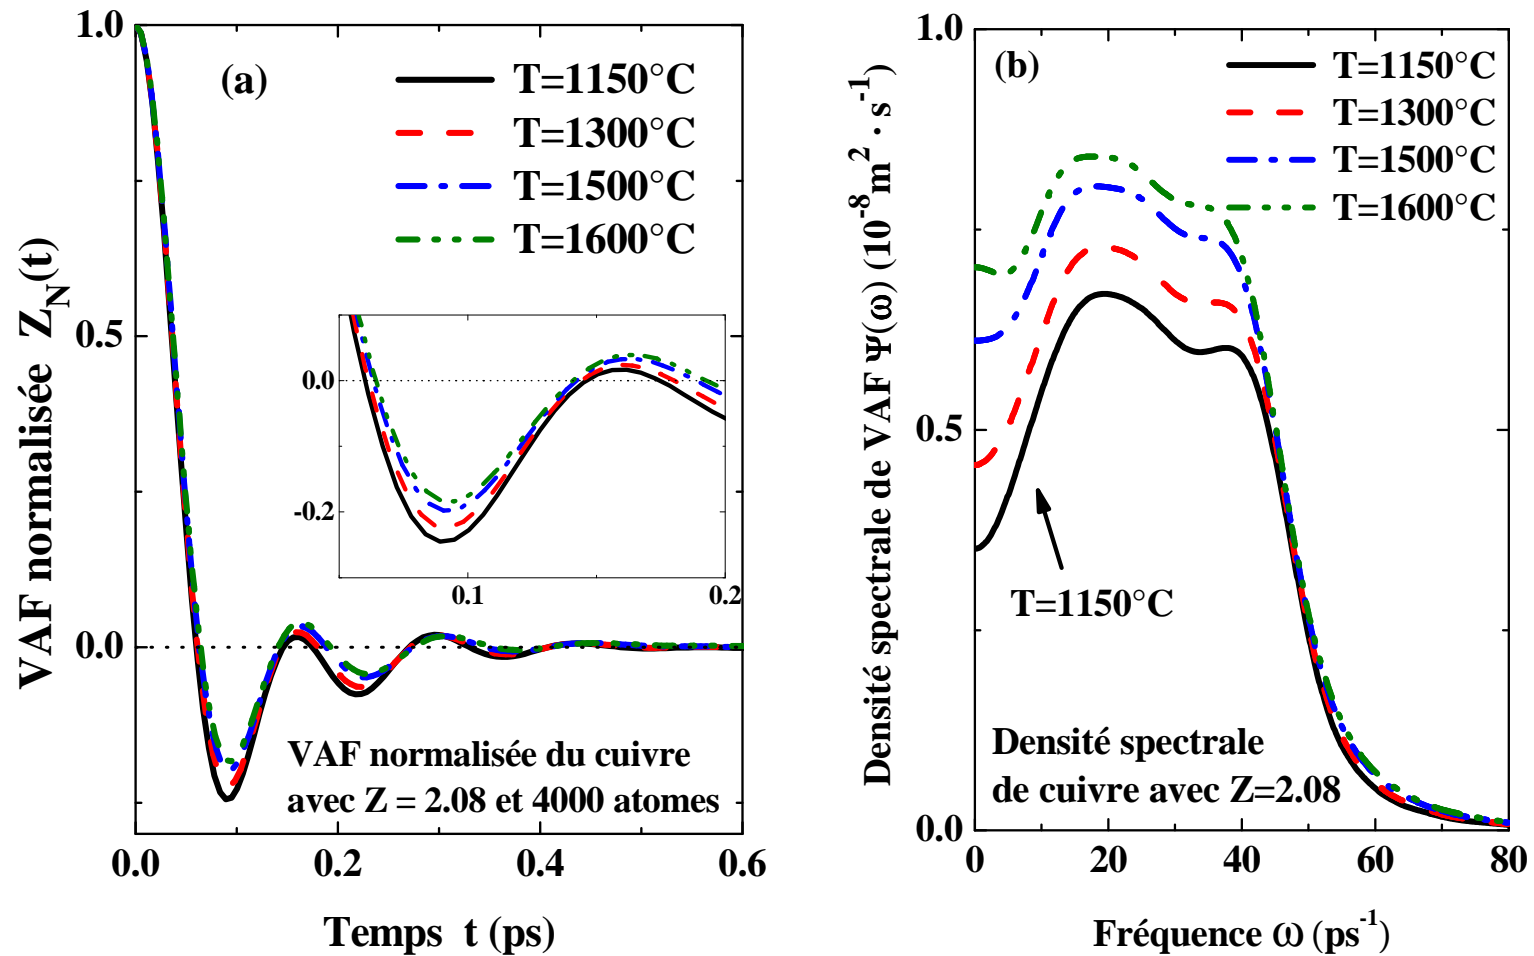 (a)
T=1150°C
T=1300°C
T=1500°C
T=1600°C
VAF normalisée Z_N(t)
1.0
0.5
0.0
0.0
-0.2
0.1
0.2
VAF normalisée du cuivre
avec Z = 2.08 et 4000 atomes
0.0
0.2
0.4
0.6
Temps t (ps)
(b)
T=1150°C
T=1300°C
T=1500°C
T=1600°C
Densité spectrale de VAF Ψ(ω) (10⁻⁸m² · s⁻¹)
1.0
0.5
0.0
T=1150°C
Densité spectrale
de cuivre avec Z=2.08
0
20
40
60
80
Fréquence ω (ps⁻¹)